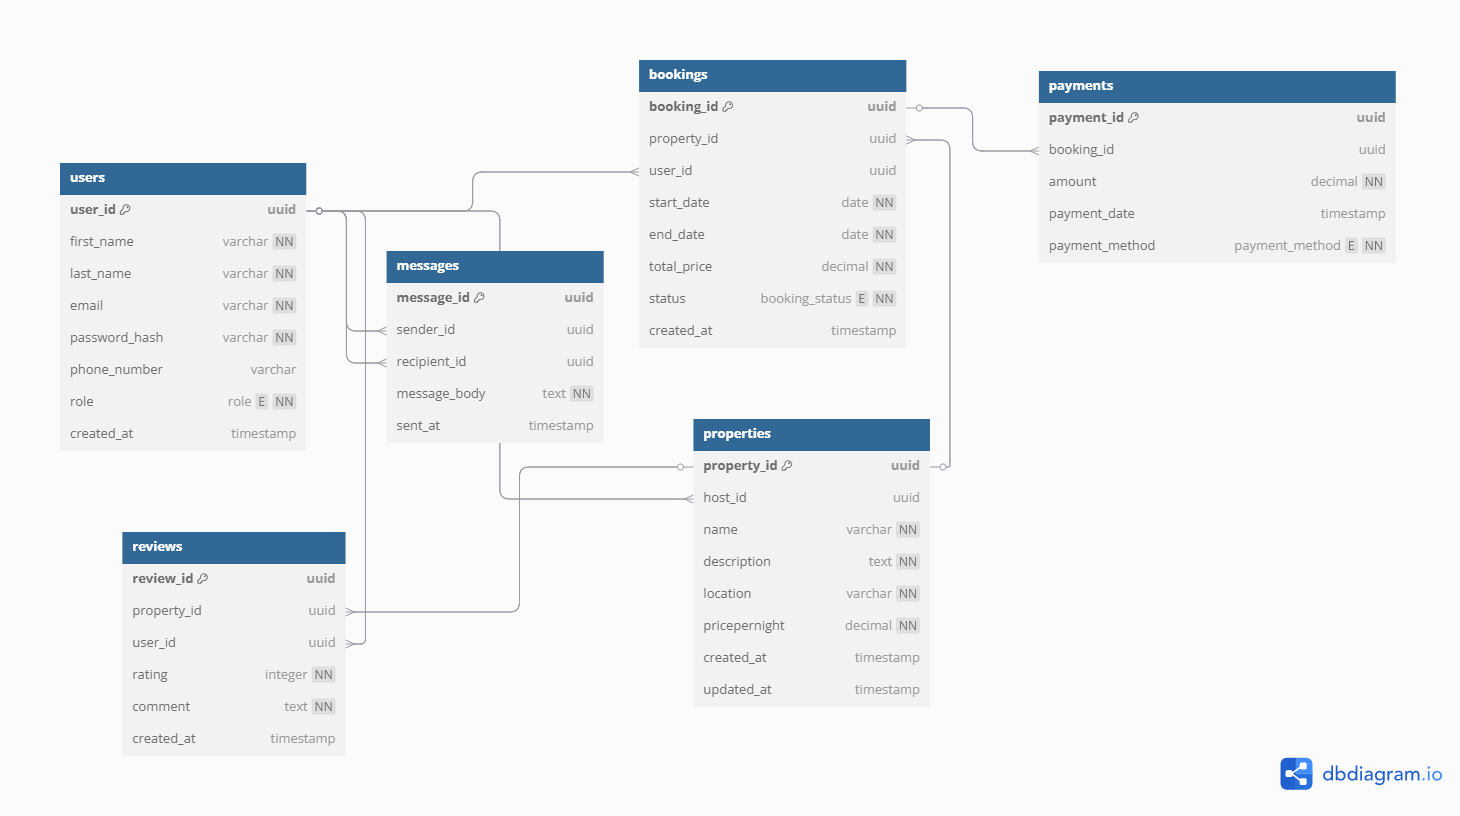 users
user_id uuid
first_name varchar NN
last_name varchar NN
email varchar NN
password_hash varchar NN
phone_number varchar
role role E NN
created_at timestamp
messages
message_id uuid
sender_id uuid
recipient_id uuid
message_body text NN
sent_at timestamp
reviews
review_id uuid
property_id uuid
user_id uuid
rating integer NN
comment text NN
created_at timestamp
bookings
booking_id uuid
property_id uuid
user_id uuid
start_date date NN
end_date date NN
total_price decimal NN
status booking_status E NN
created_at timestamp
properties
property_id uuid
host_id uuid
name varchar NN
description text NN
location varchar NN
pricepernight decimal NN
created_at timestamp
updated_at timestamp
payments
payment_id uuid
booking_id uuid
amount decimal NN
payment_date timestamp
payment_method payment_method E NN
dbdiagram.io